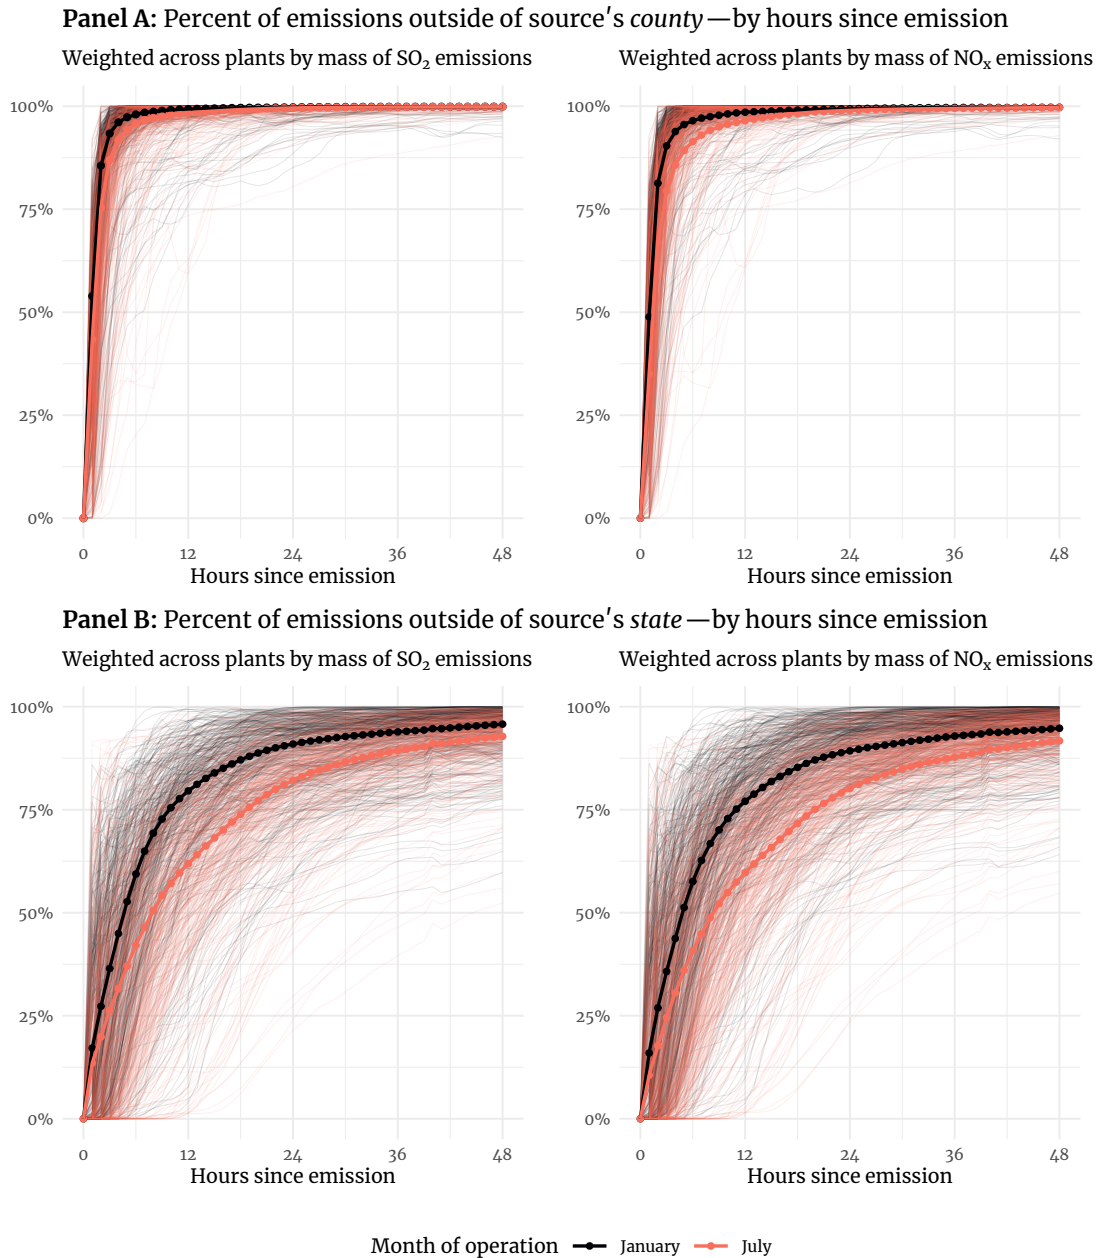 Panel A: Percent of emissions outside of source's county—by hours since emission
Weighted across plants by mass of SO₂ emissions
Weighted across plants by mass of NOₓ emissions
100%
75%
50%
25%
0%
0 12 24 36 48
Hours since emission
100%
75%
50%
25%
0%
0 12 24 36 48
Hours since emission
Panel B: Percent of emissions outside of source's state—by hours since emission
Weighted across plants by mass of SO₂ emissions
Weighted across plants by mass of NOₓ emissions
100%
75%
50%
25%
0%
0 12 24 36 48
Hours since emission
100%
75%
50%
25%
0%
0 12 24 36 48
Hours since emission
Month of operation January July